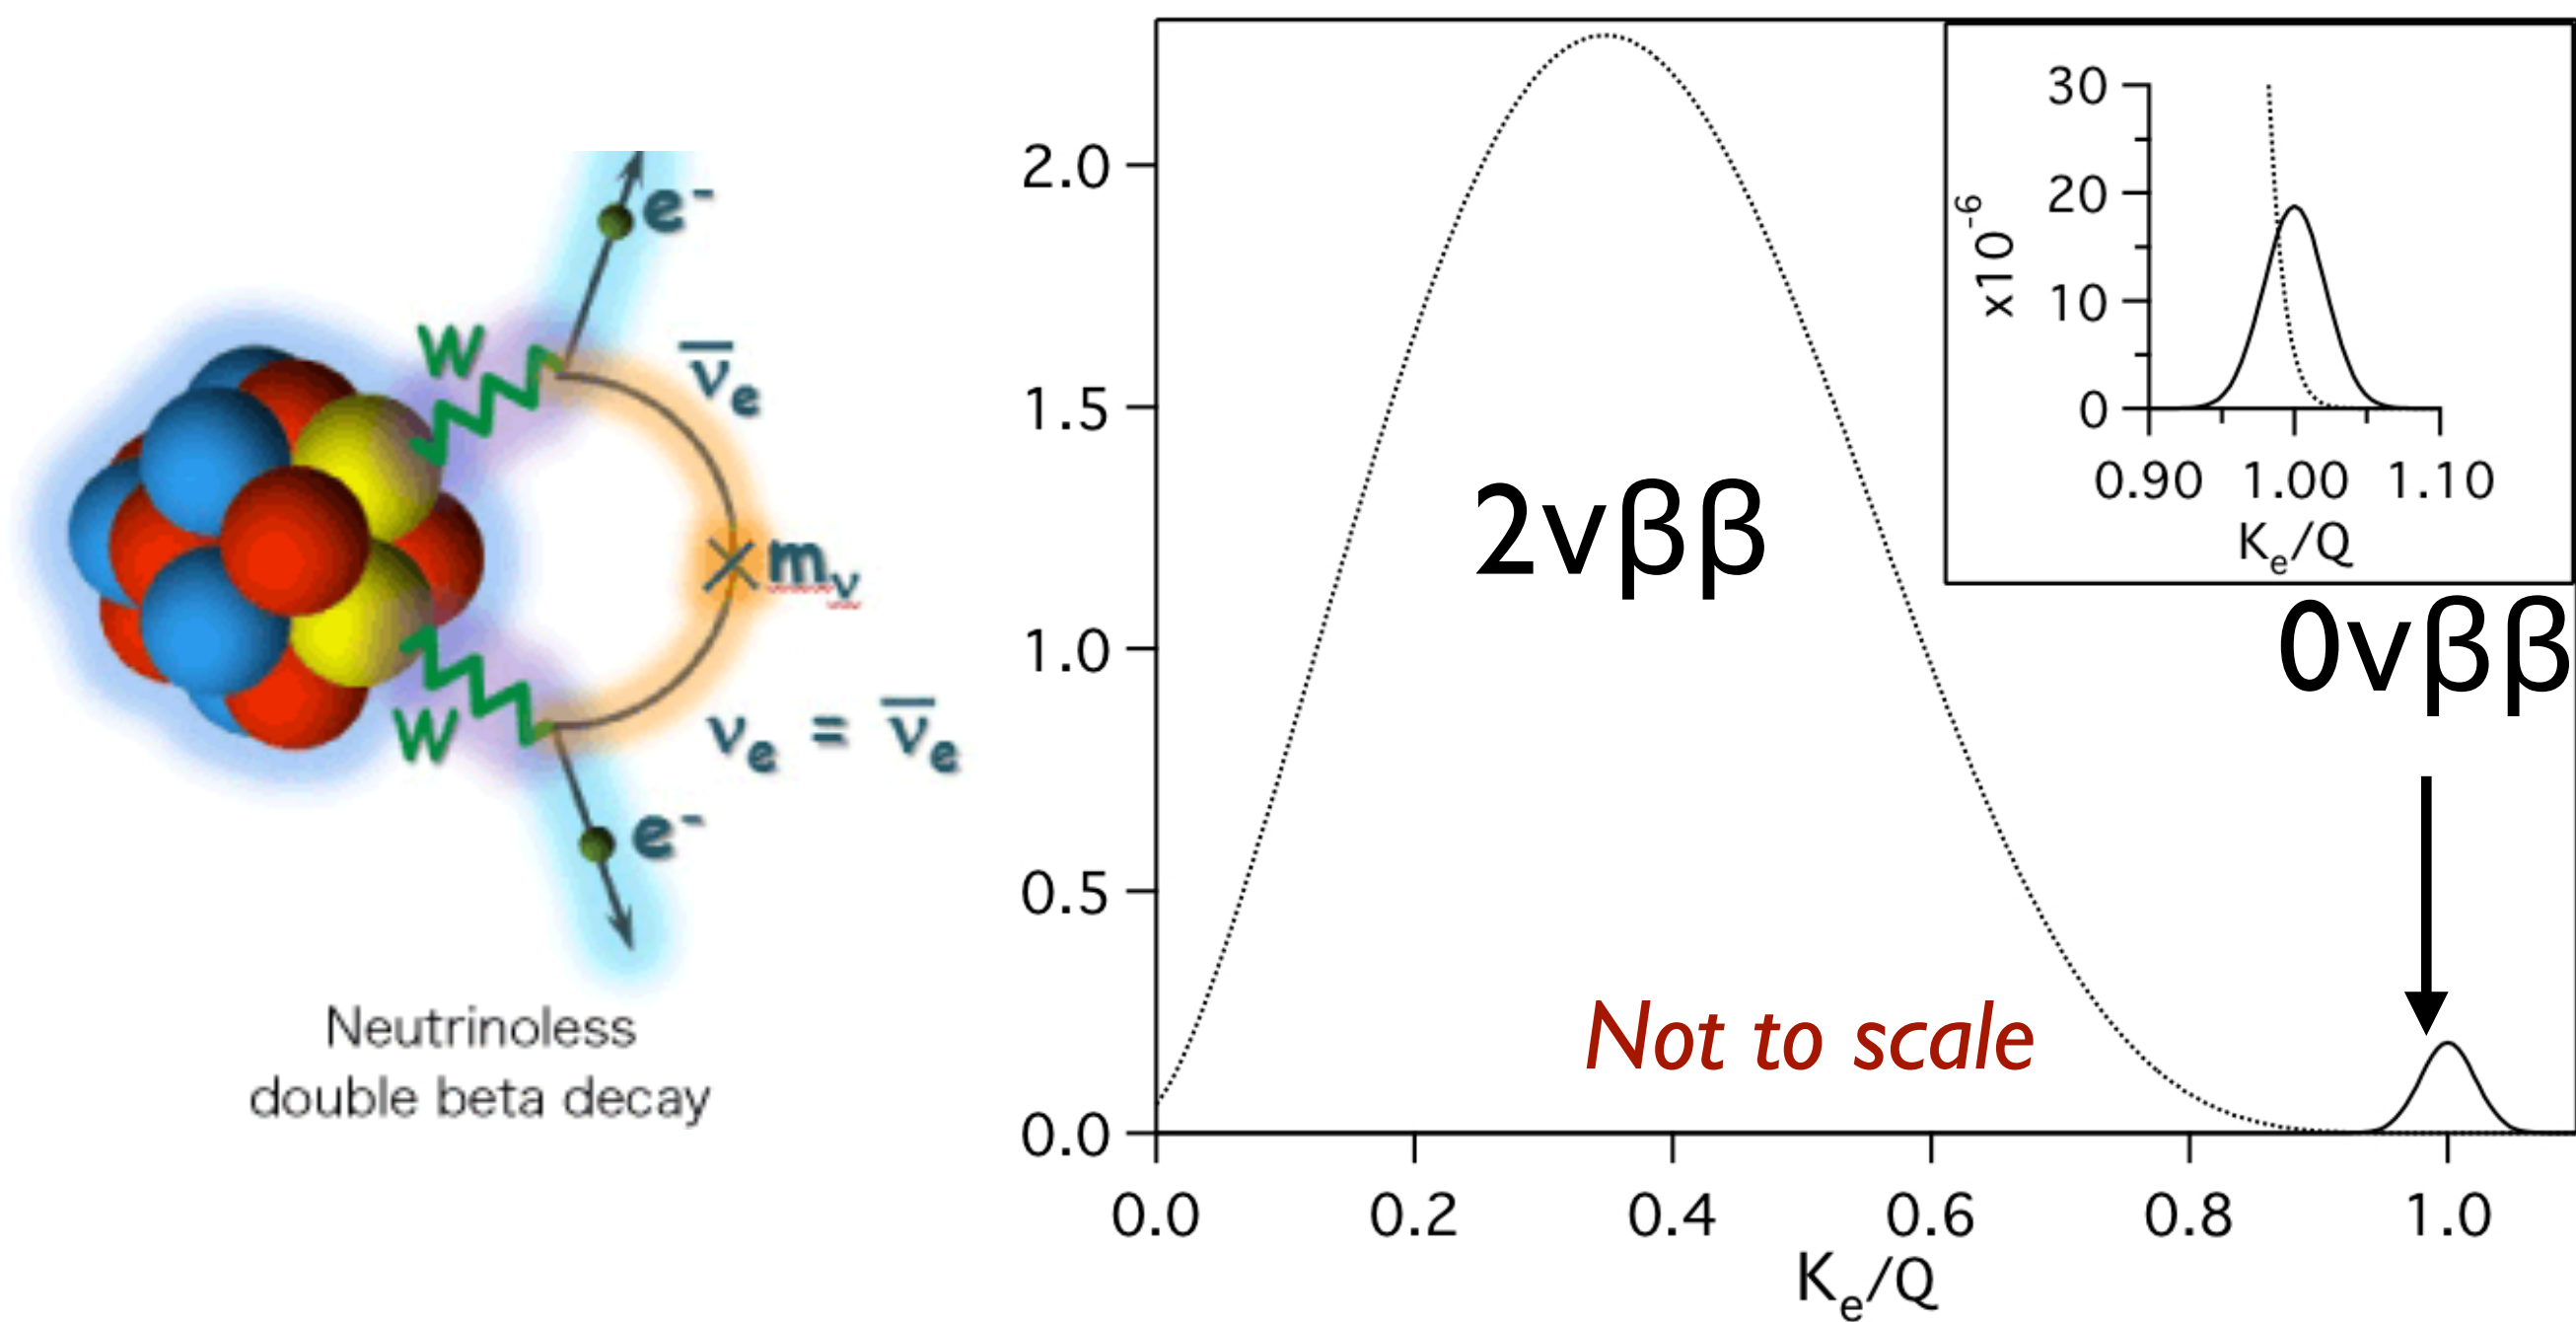 e⁻
W
ν̅e
mν
νe = ν̅e
W
e⁻
Neutrinoless
double beta decay
2.0
1.5
1.0
0.5
0.0
0.0 0.2 0.4 0.6 0.8 1.0
Ke/Q
2νββ
Not to scale
0νββ
30
20
10
0
x10⁻⁶
0.90 1.00 1.10
Ke/Q